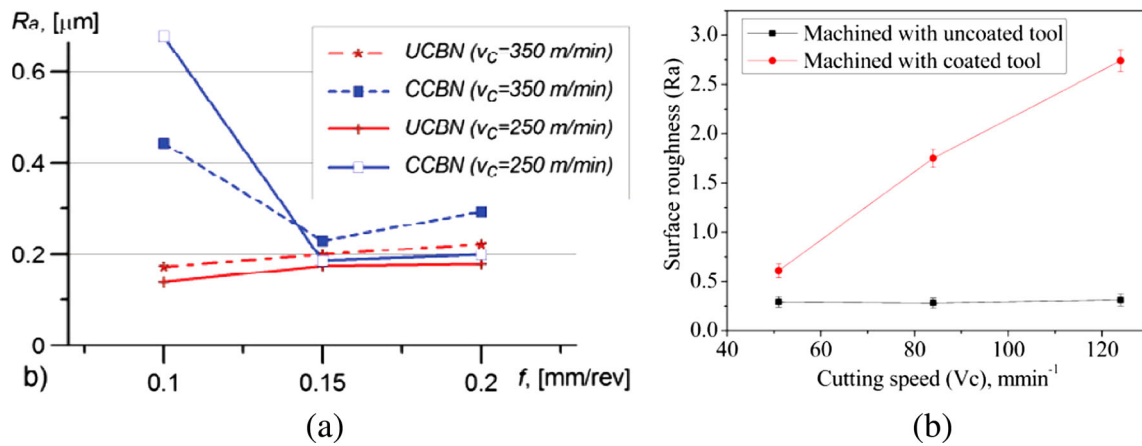 Ra, [μm]
0.6
0.4
0.2
0
UCBN (vC=350 m/min)
CCBN (vC=350 m/min)
UCBN (vC=250 m/min)
CCBN (vC=250 m/min)
b)
0.1
0.15
0.2
f, [mm/rev]
(a)
Surface roughness (Ra)
3.0
2.5
2.0
1.5
1.0
0.5
0.0
Machined with uncoated tool
Machined with coated tool
40
60
80
100
120
Cutting speed (Vc), mmin⁻¹
(b)